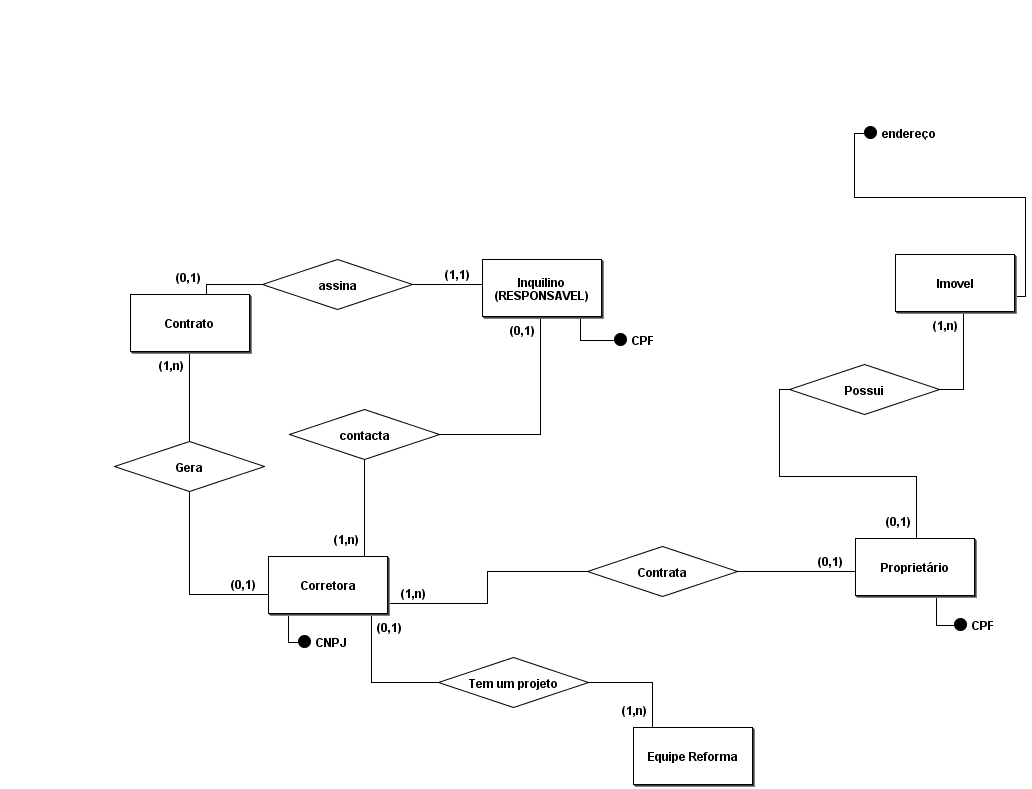 endereço
(0,1)
assina
(1,1)
Inquilino
(RESPONSAVEL)
Imovel
Contrato
(0,1)
(1,n)
CPF
(1,n)
Possui
contacta
Gera
(0,1)
(1,n)
Contrata
(0,1)
Proprietário
(0,1)
Corretora
(1,n)
CPF
(0,1)
CNPJ
Tem um projeto
(1,n)
Equipe Reforma